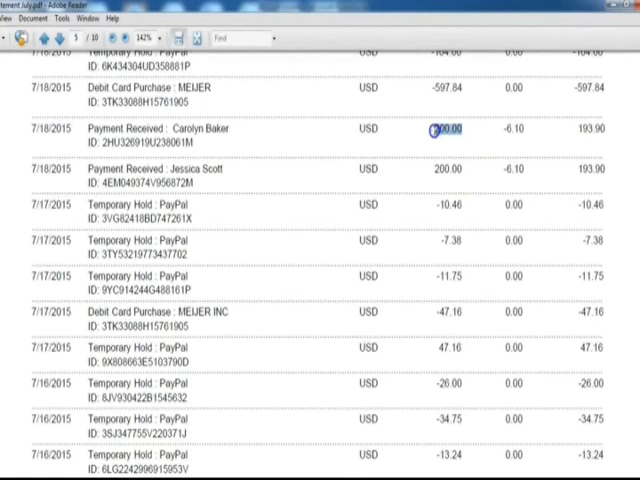 tement July.pdf - Adobe Reader
View Document Tools Window Help
5 / 10 142% Find
7/18/2015 Temporary Hold : PayPal USD -104.00 0.00 -104.00
ID: 6K434304UD358881P
7/18/2015 Debit Card Purchase : MEIJER USD -597.84 0.00 -597.84
ID: 3TK33088H15761905
7/18/2015 Payment Received : Carolyn Baker USD 200.00 -6.10 193.90
ID: 2HU326919U238061M
7/18/2015 Payment Received : Jessica Scott USD 200.00 -6.10 193.90
ID: 4EM049374V956872M
7/17/2015 Temporary Hold : PayPal USD -10.46 0.00 -10.46
ID: 3VG82418BD747261X
7/17/2015 Temporary Hold : PayPal USD -7.38 0.00 -7.38
ID: 3TY53219773437702
7/17/2015 Temporary Hold : PayPal USD -11.75 0.00 -11.75
ID: 9YC914244G488161P
7/17/2015 Debit Card Purchase : MEIJER INC USD -47.16 0.00 -47.16
ID: 3TK33088H15761905
7/17/2015 Temporary Hold : PayPal USD 47.16 0.00 47.16
ID: 9X808663E5103790D
7/16/2015 Temporary Hold : PayPal USD -26.00 0.00 -26.00
ID: 8JV930422B1545632
7/16/2015 Temporary Hold : PayPal USD -34.75 0.00 -34.75
ID: 3SJ347755V220371J
7/16/2015 Temporary Hold : PayPal USD -13.24 0.00 -13.24
ID: 6LG2242996915953V